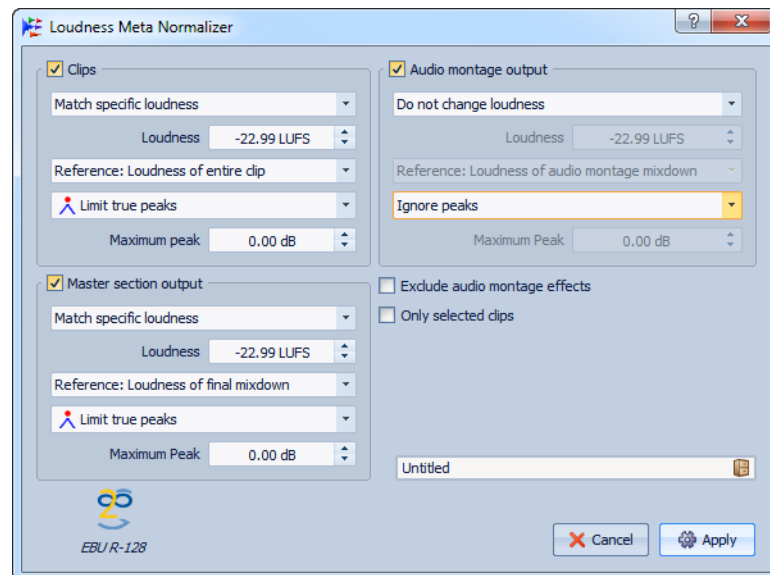 Loudness Meta Normalizer
Clips
Match specific loudness
Loudness -22.99 LUFS
Reference: Loudness of entire clip
Limit true peaks
Maximum peak 0.00 dB
Audio montage output
Do not change loudness
Loudness -22.99 LUFS
Reference: Loudness of audio montage mixdown
Ignore peaks
Maximum Peak 0.00 dB
Master section output
Match specific loudness
Loudness -22.99 LUFS
Reference: Loudness of final mixdown
Limit true peaks
Maximum Peak 0.00 dB
Exclude audio montage effects
Only selected clips
Untitled
EBU R-128
Cancel
Apply